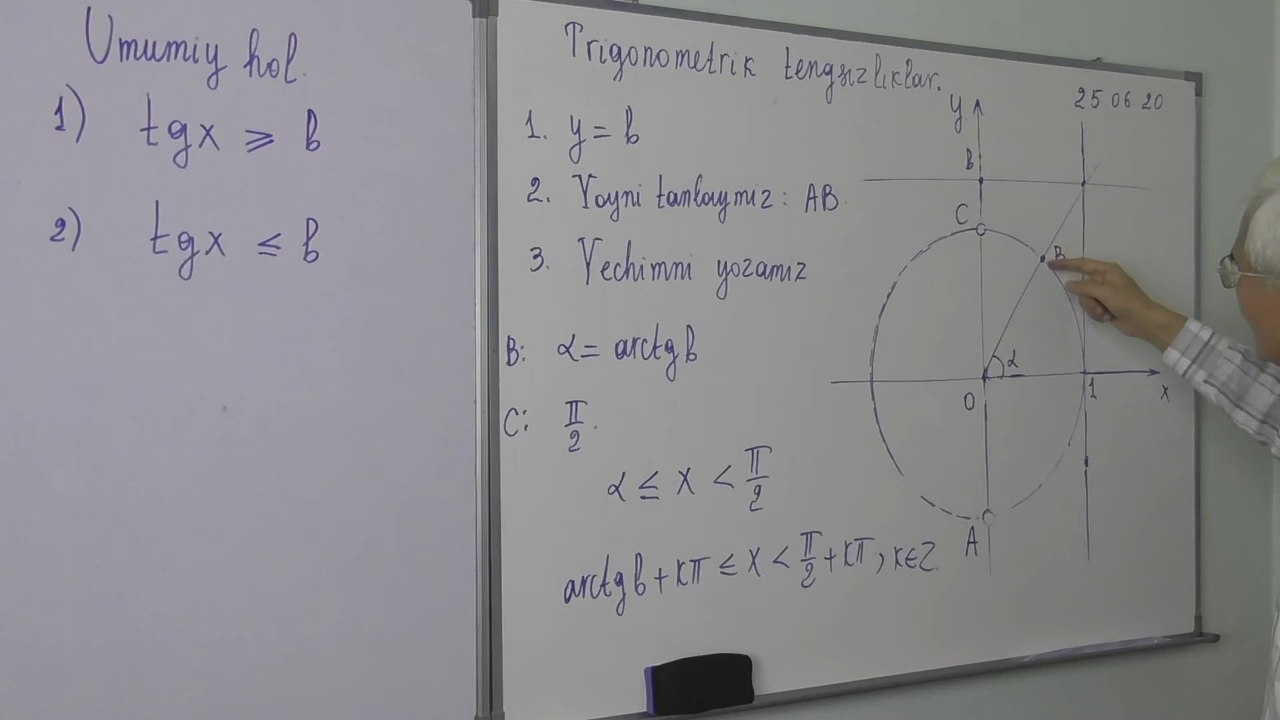 Umumiy hol.
1) tgx ⩾ b
2) tgx ≤ b
Trigonometrik tengsizliklar.
25 06 20
1. y = b
2. Yoyni tanlaymiz: AB
3. Yechimni yozamiz
B: α = arctg b
C: π/2.
α ≤ x < π/2
arctg b + kπ ≤ x < π/2 + kπ, k∈Z
y
b
C
B
α
O
1
x
A